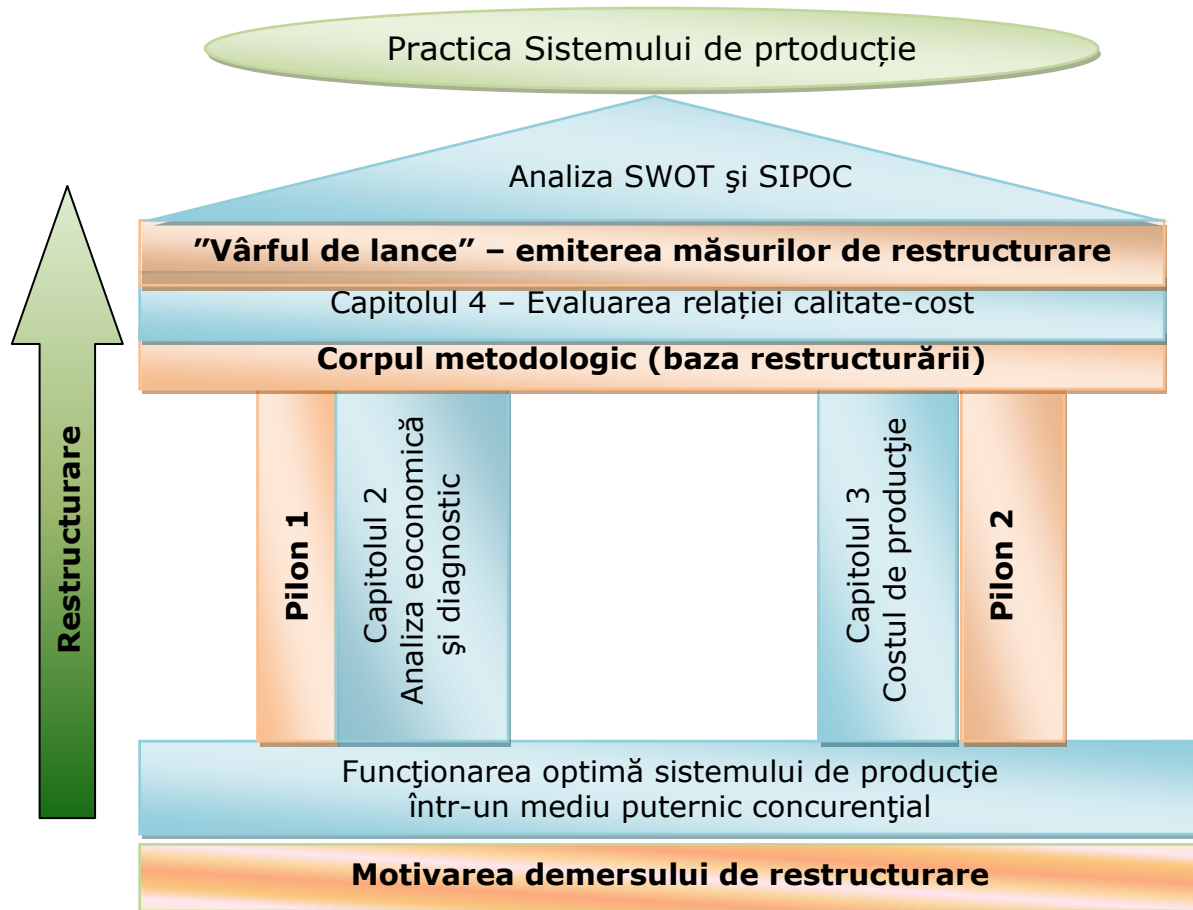 Practica Sistemului de prtoducție
Analiza SWOT şi SIPOC
”Vârful de lance” – emiterea măsurilor de restructurare
Capitolul 4 – Evaluarea relației calitate-cost
Corpul metodologic (baza restructurării)
Restructurare
Pilon 1
Capitolul 2
Analiza eoconomică
şi diagnostic
Capitolul 3
Costul de producţie
Pilon 2
Funcţionarea optimă sistemului de producţie
într-un mediu puternic concurenţial
Motivarea demersului de restructurare